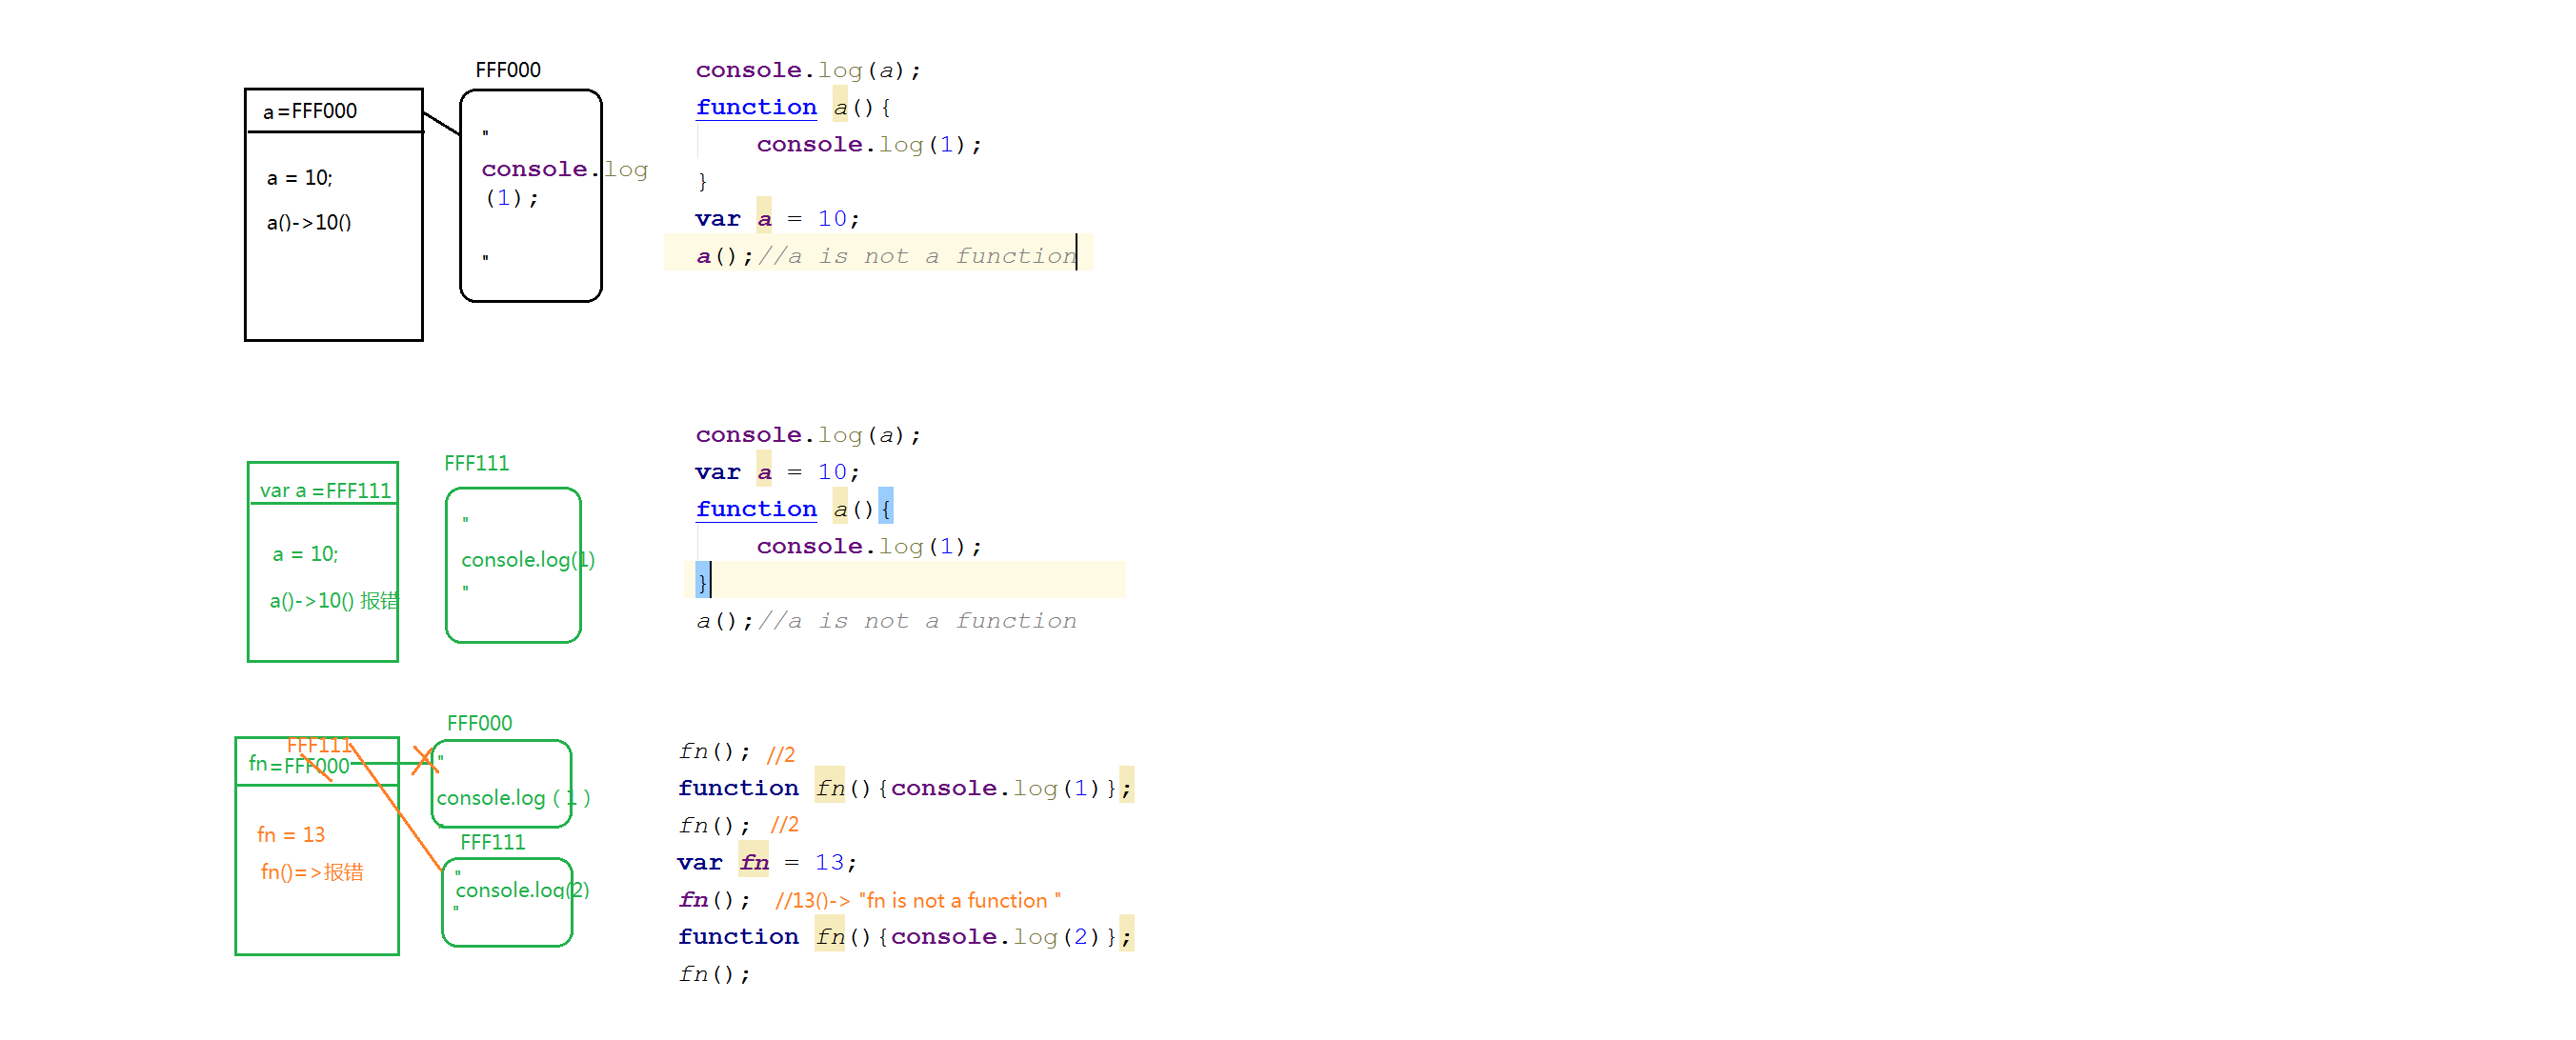 FFF000
a=FFF000
a = 10;
a()->10()
"
console.log
(1);
"
console.log(a);
function a(){
console.log(1);
}
var a = 10;
a();//a is not a function
FFF111
var a =FFF111
a = 10;
a()->10() 报错
"
console.log(1)
"
console.log(a);
var a = 10;
function a(){
console.log(1);
}
a();//a is not a function
FFF000
FFF111
fn=FFF000
fn = 13
fn()=>报错
"
console.log ( 1 )
FFF111
"
console.log(2)
"
fn(); //2
function fn(){console.log(1)};
fn(); //2
var fn = 13;
fn(); //13()-> "fn is not a function "
function fn(){console.log(2)};
fn();